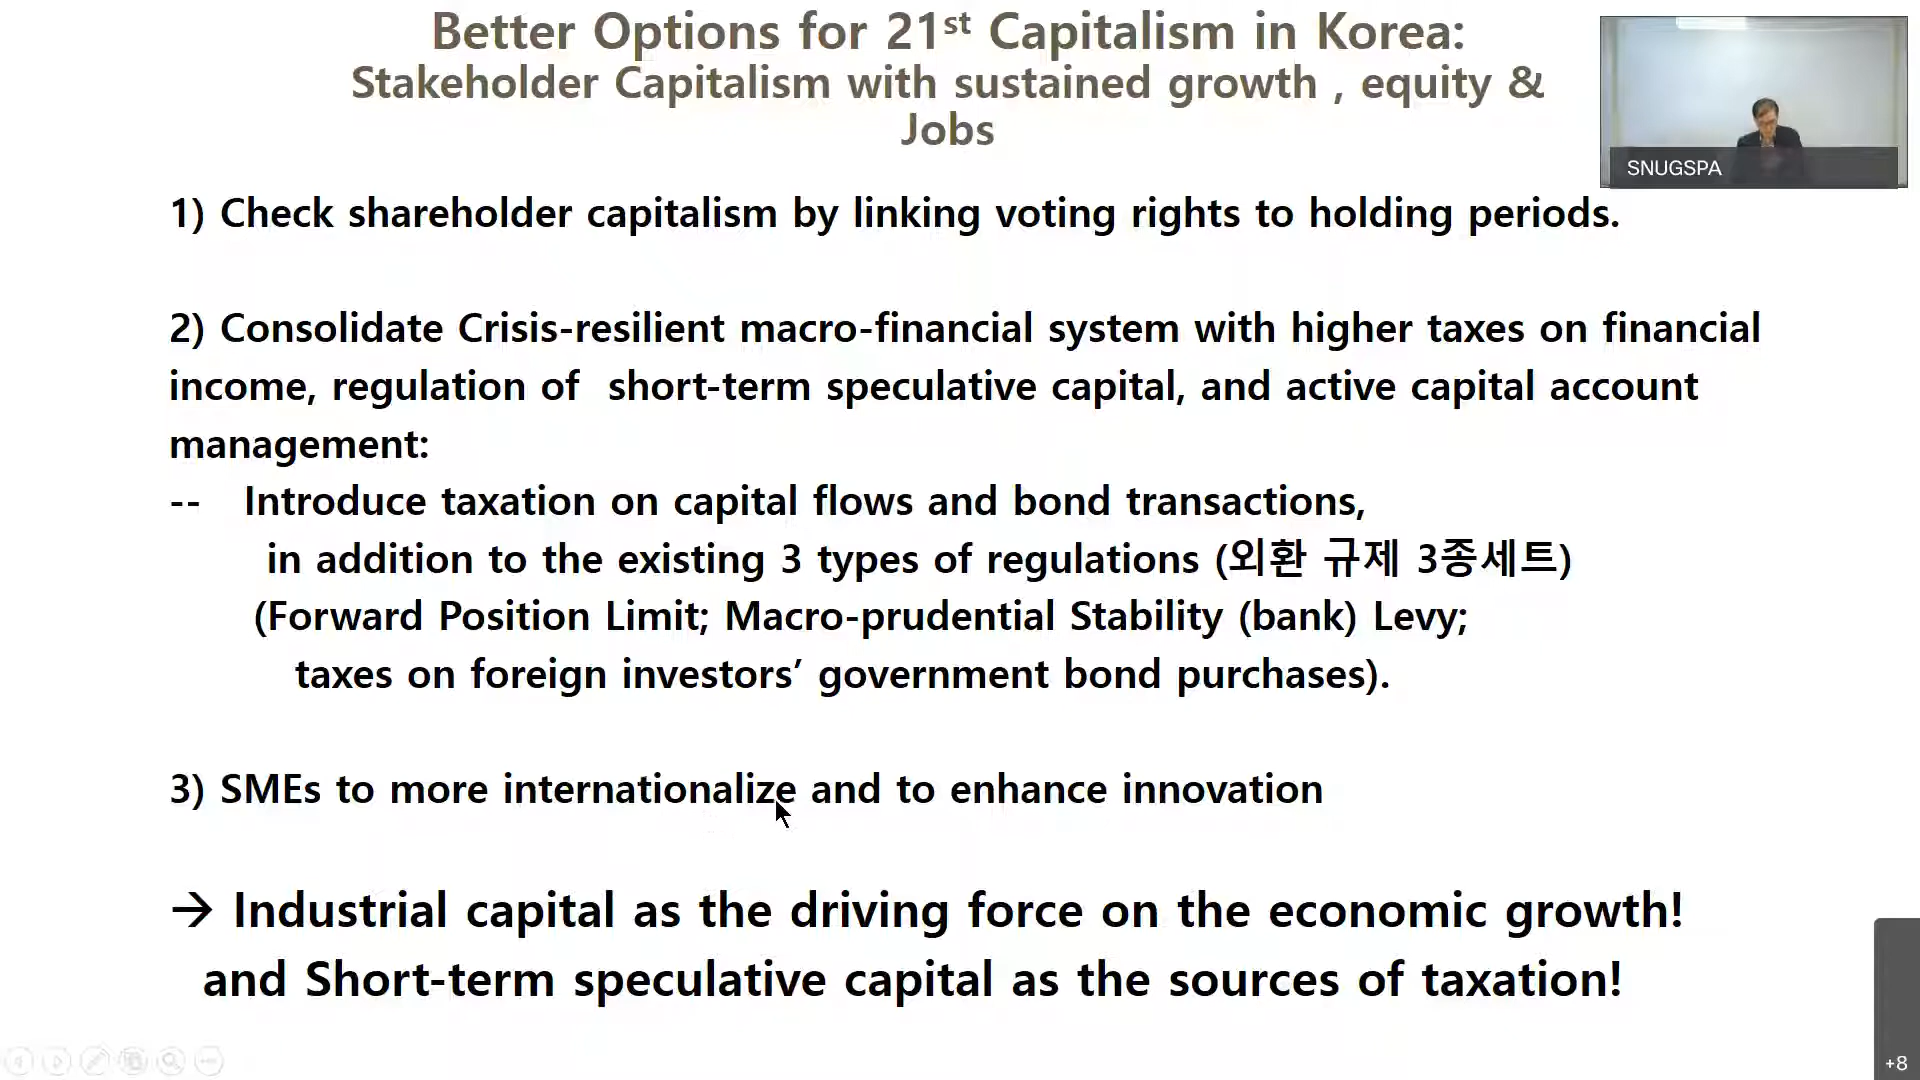 Better Options for 21st Capitalism in Korea:
Stakeholder Capitalism with sustained growth , equity &
Jobs
SNUGSPA
1) Check shareholder capitalism by linking voting rights to holding periods.
2) Consolidate Crisis-resilient macro-financial system with higher taxes on financial
income, regulation of short-term speculative capital, and active capital account
management:
-- Introduce taxation on capital flows and bond transactions,
in addition to the existing 3 types of regulations (외환 규제 3종세트)
(Forward Position Limit; Macro-prudential Stability (bank) Levy;
taxes on foreign investors’ government bond purchases).
3) SMEs to more internationalize and to enhance innovation
→ Industrial capital as the driving force on the economic growth!
and Short-term speculative capital as the sources of taxation!
+8